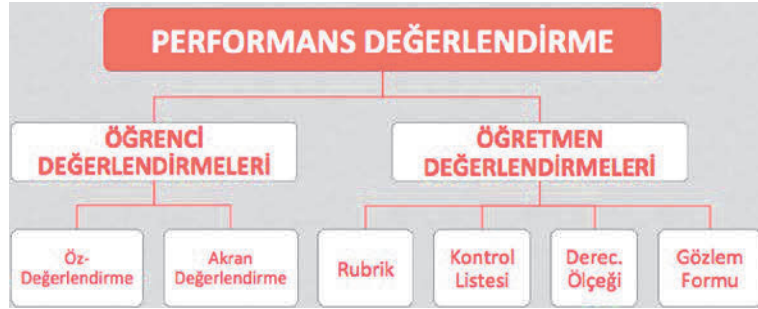 PERFORMANS DEĞERLENDİRME
ÖĞRENCİ
DEĞERLENDİRMELERİ
ÖĞRETMEN
DEĞERLENDİRMELERİ
Öz-
Değerlendirme
Akran
Değerlendirme
Rubrik
Kontrol
Listesi
Derec.
Ölçeği
Gözlem
Formu